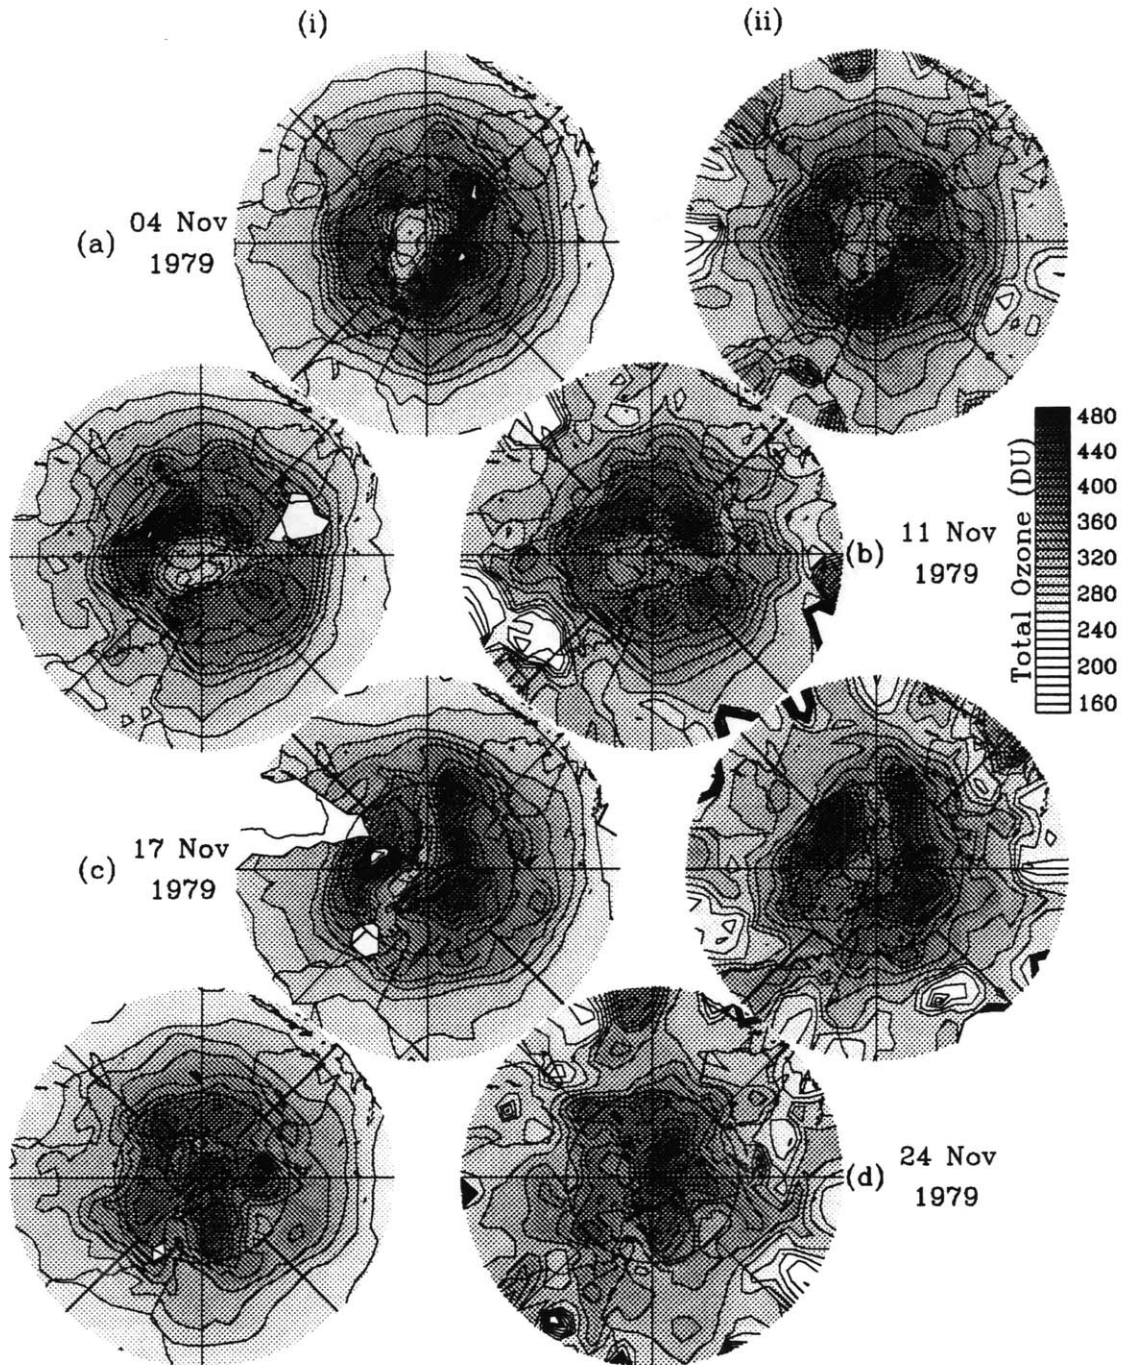 (i)
(ii)
(a) 04 Nov
1979
(b) 11 Nov
1979
Total Ozone (DU)
480
440
400
360
320
280
240
200
160
(c) 17 Nov
1979
(d) 24 Nov
1979